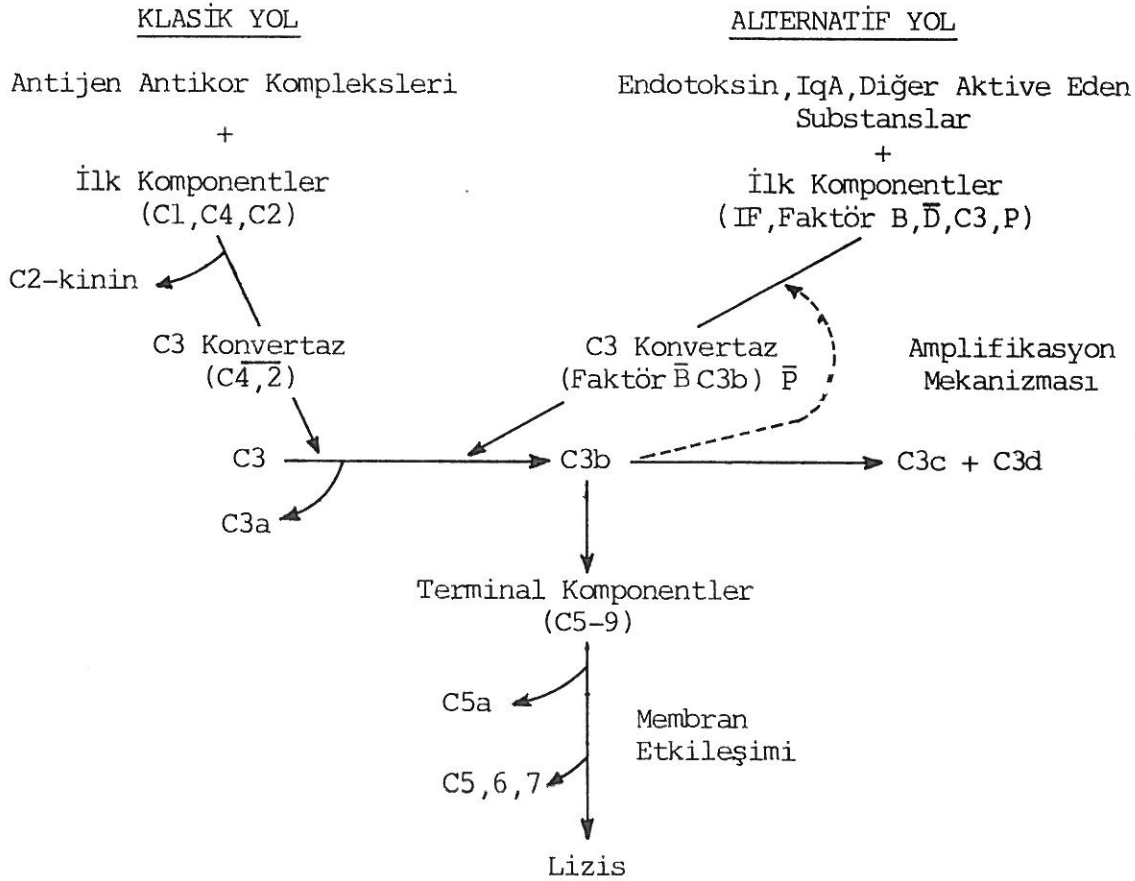 KLASİK YOL
Antijen Antikor Kompleksleri
+
İlk Komponentler
(C1,C4,C2)
C2-kinin
C3 Konvertaz
(C4̅,̅2̅)
ALTERNATİF YOL
Endotoksin,IqA,Diğer Aktive Eden
Substanslar
+
İlk Komponentler
(IF,Faktör B,D̅,C3,P)
C3 Konvertaz
(Faktör B̅ C3b) P̅
Amplifikasyon
Mekanizması
C3
C3b
C3c + C3d
C3a
Terminal Komponentler
(C5-9)
C5a
Membran
Etkileşimi
C5,6,7
Lizis